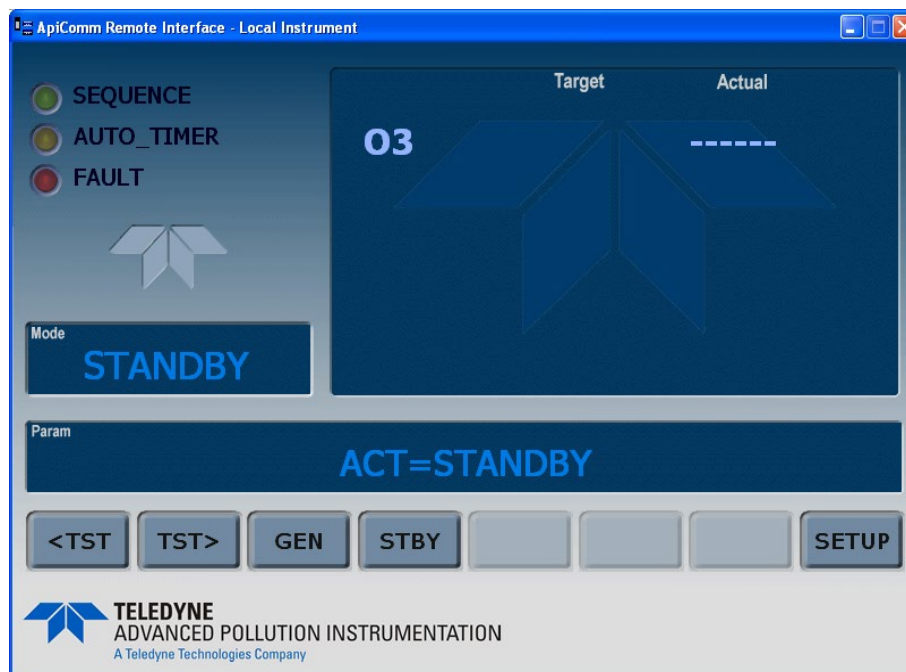 ApiComm Remote Interface - Local Instrument
SEQUENCE
AUTO_TIMER
FAULT
Target Actual
O3 ------
Mode
STANDBY
Param
ACT=STANDBY
<TST TST> GEN STBY SETUP
TELEDYNE
ADVANCED POLLUTION INSTRUMENTATION
A Teledyne Technologies Company